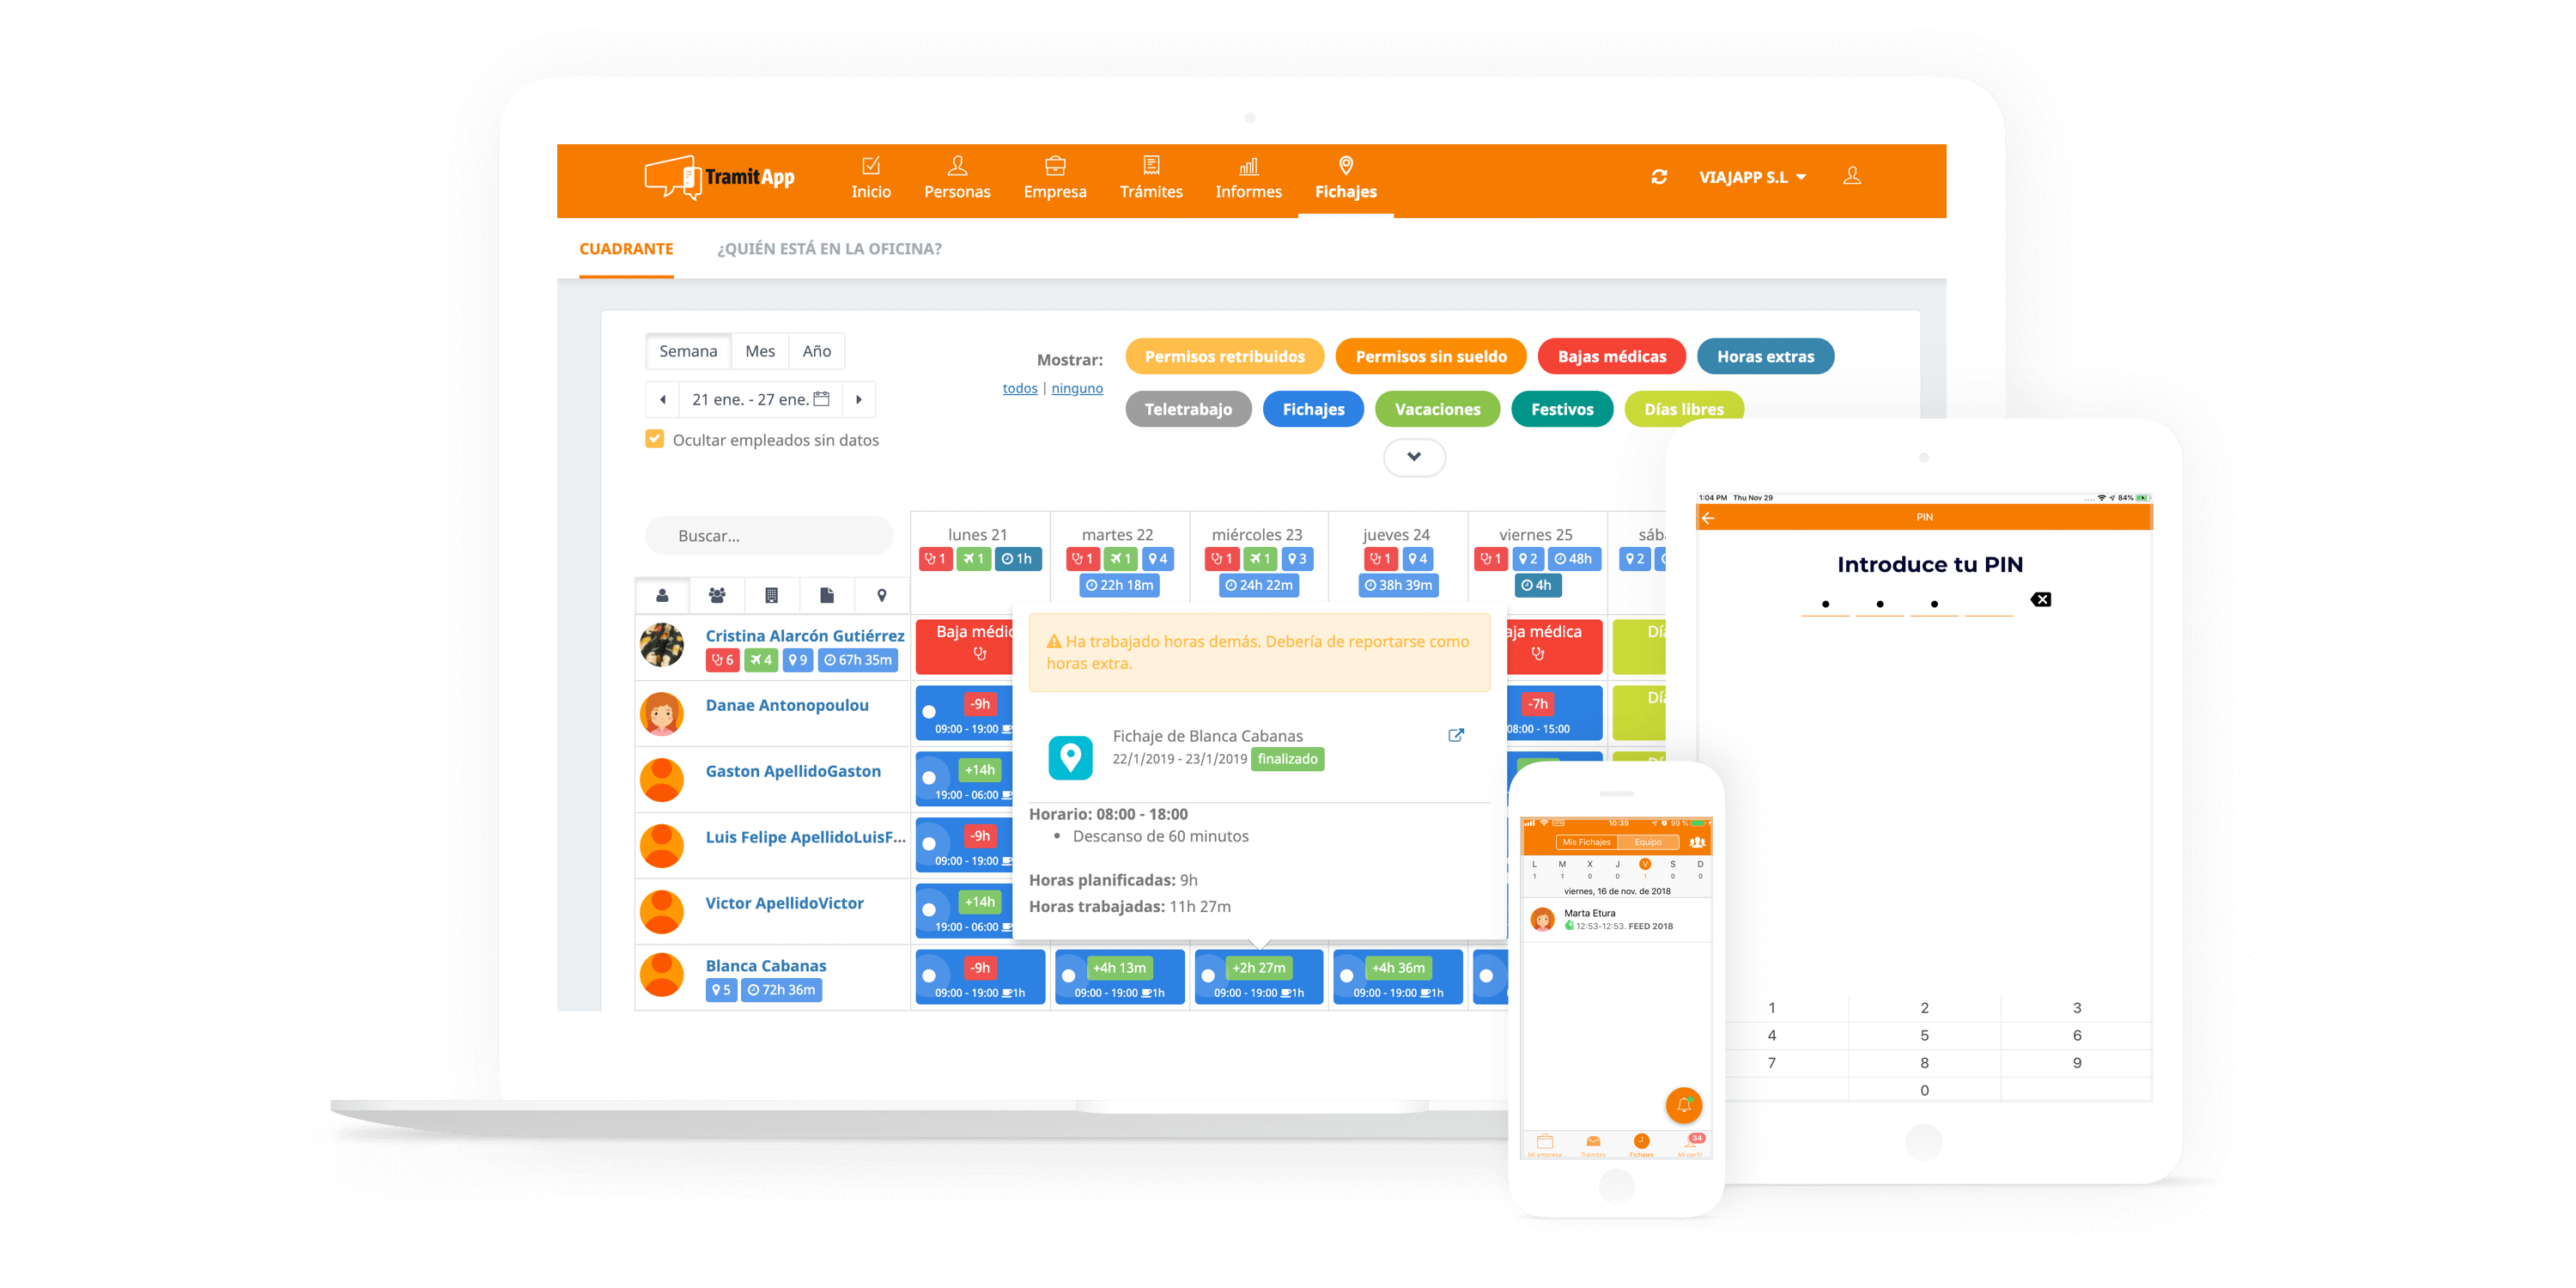 TramitApp
Inicio
Personas
Empresa
Trámites
Informes
Fichajes
VIAJAPP S.L
CUADRANTE
¿QUIÉN ESTÁ EN LA OFICINA?
Semana Mes Año
21 ene. - 27 ene.
Ocultar empleados sin datos
Mostrar:
todos | ninguno
Permisos retribuidos
Permisos sin sueldo
Bajas médicas
Horas extras
Teletrabajo
Fichajes
Vacaciones
Festivos
Días libres
Buscar...
lunes 21
1 1 1h
martes 22
1 1 4
22h 18m
miércoles 23
1 1 3
24h 22m
jueves 24
1 4
38h 39m
viernes 25
1 2 48h
4h
sáb
2
Cristina Alarcón Gutiérrez
6 4 9 67h 35m
Baja médic
aja médica
Día
Danae Antonopoulou
-9h
09:00 - 19:00
-7h
08:00 - 15:00
Día
Gaston ApellidoGaston
+14h
19:00 - 06:00
Luis Felipe ApellidoLuisF...
-9h
09:00 - 19:00
Victor ApellidoVictor
+14h
19:00 - 06:00
Blanca Cabanas
5 72h 36m
-9h
09:00 - 19:00 1h
+4h 13m
09:00 - 19:00 1h
+2h 27m
09:00 - 19:00 1h
+4h 36m
09:00 - 19:00 1h
Ha trabajado horas demás. Debería de reportarse como
horas extra.
Fichaje de Blanca Cabanas
22/1/2019 - 23/1/2019 finalizado
Horario: 08:00 - 18:00
• Descanso de 60 minutos
Horas planificadas: 9h
Horas trabajadas: 11h 27m
10:39
99 %
Mis Fichajes Equipo
L M X J V S D
1 1 0 0 1 0 0
viernes, 16 de nov. de 2018
Marta Etura
12:53-12:53. FEED 2018
34
Mi empresa Trámites Fichajes Mi perfil
1:04 PM Thu Nov 29
84%
PIN
Introduce tu PIN
1 2 3
4 5 6
7 8 9
0